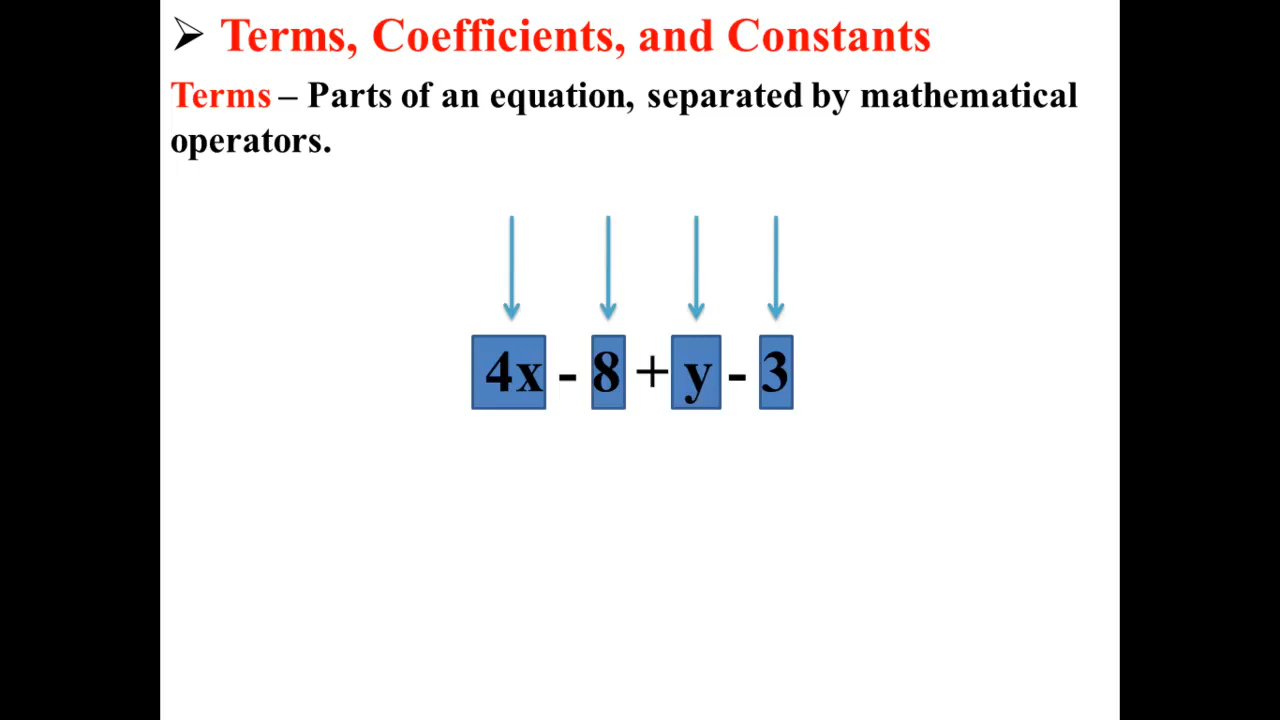 ➢ Terms, Coefficients, and Constants
Terms – Parts of an equation, separated by mathematical
operators.
4x - 8 + y - 3